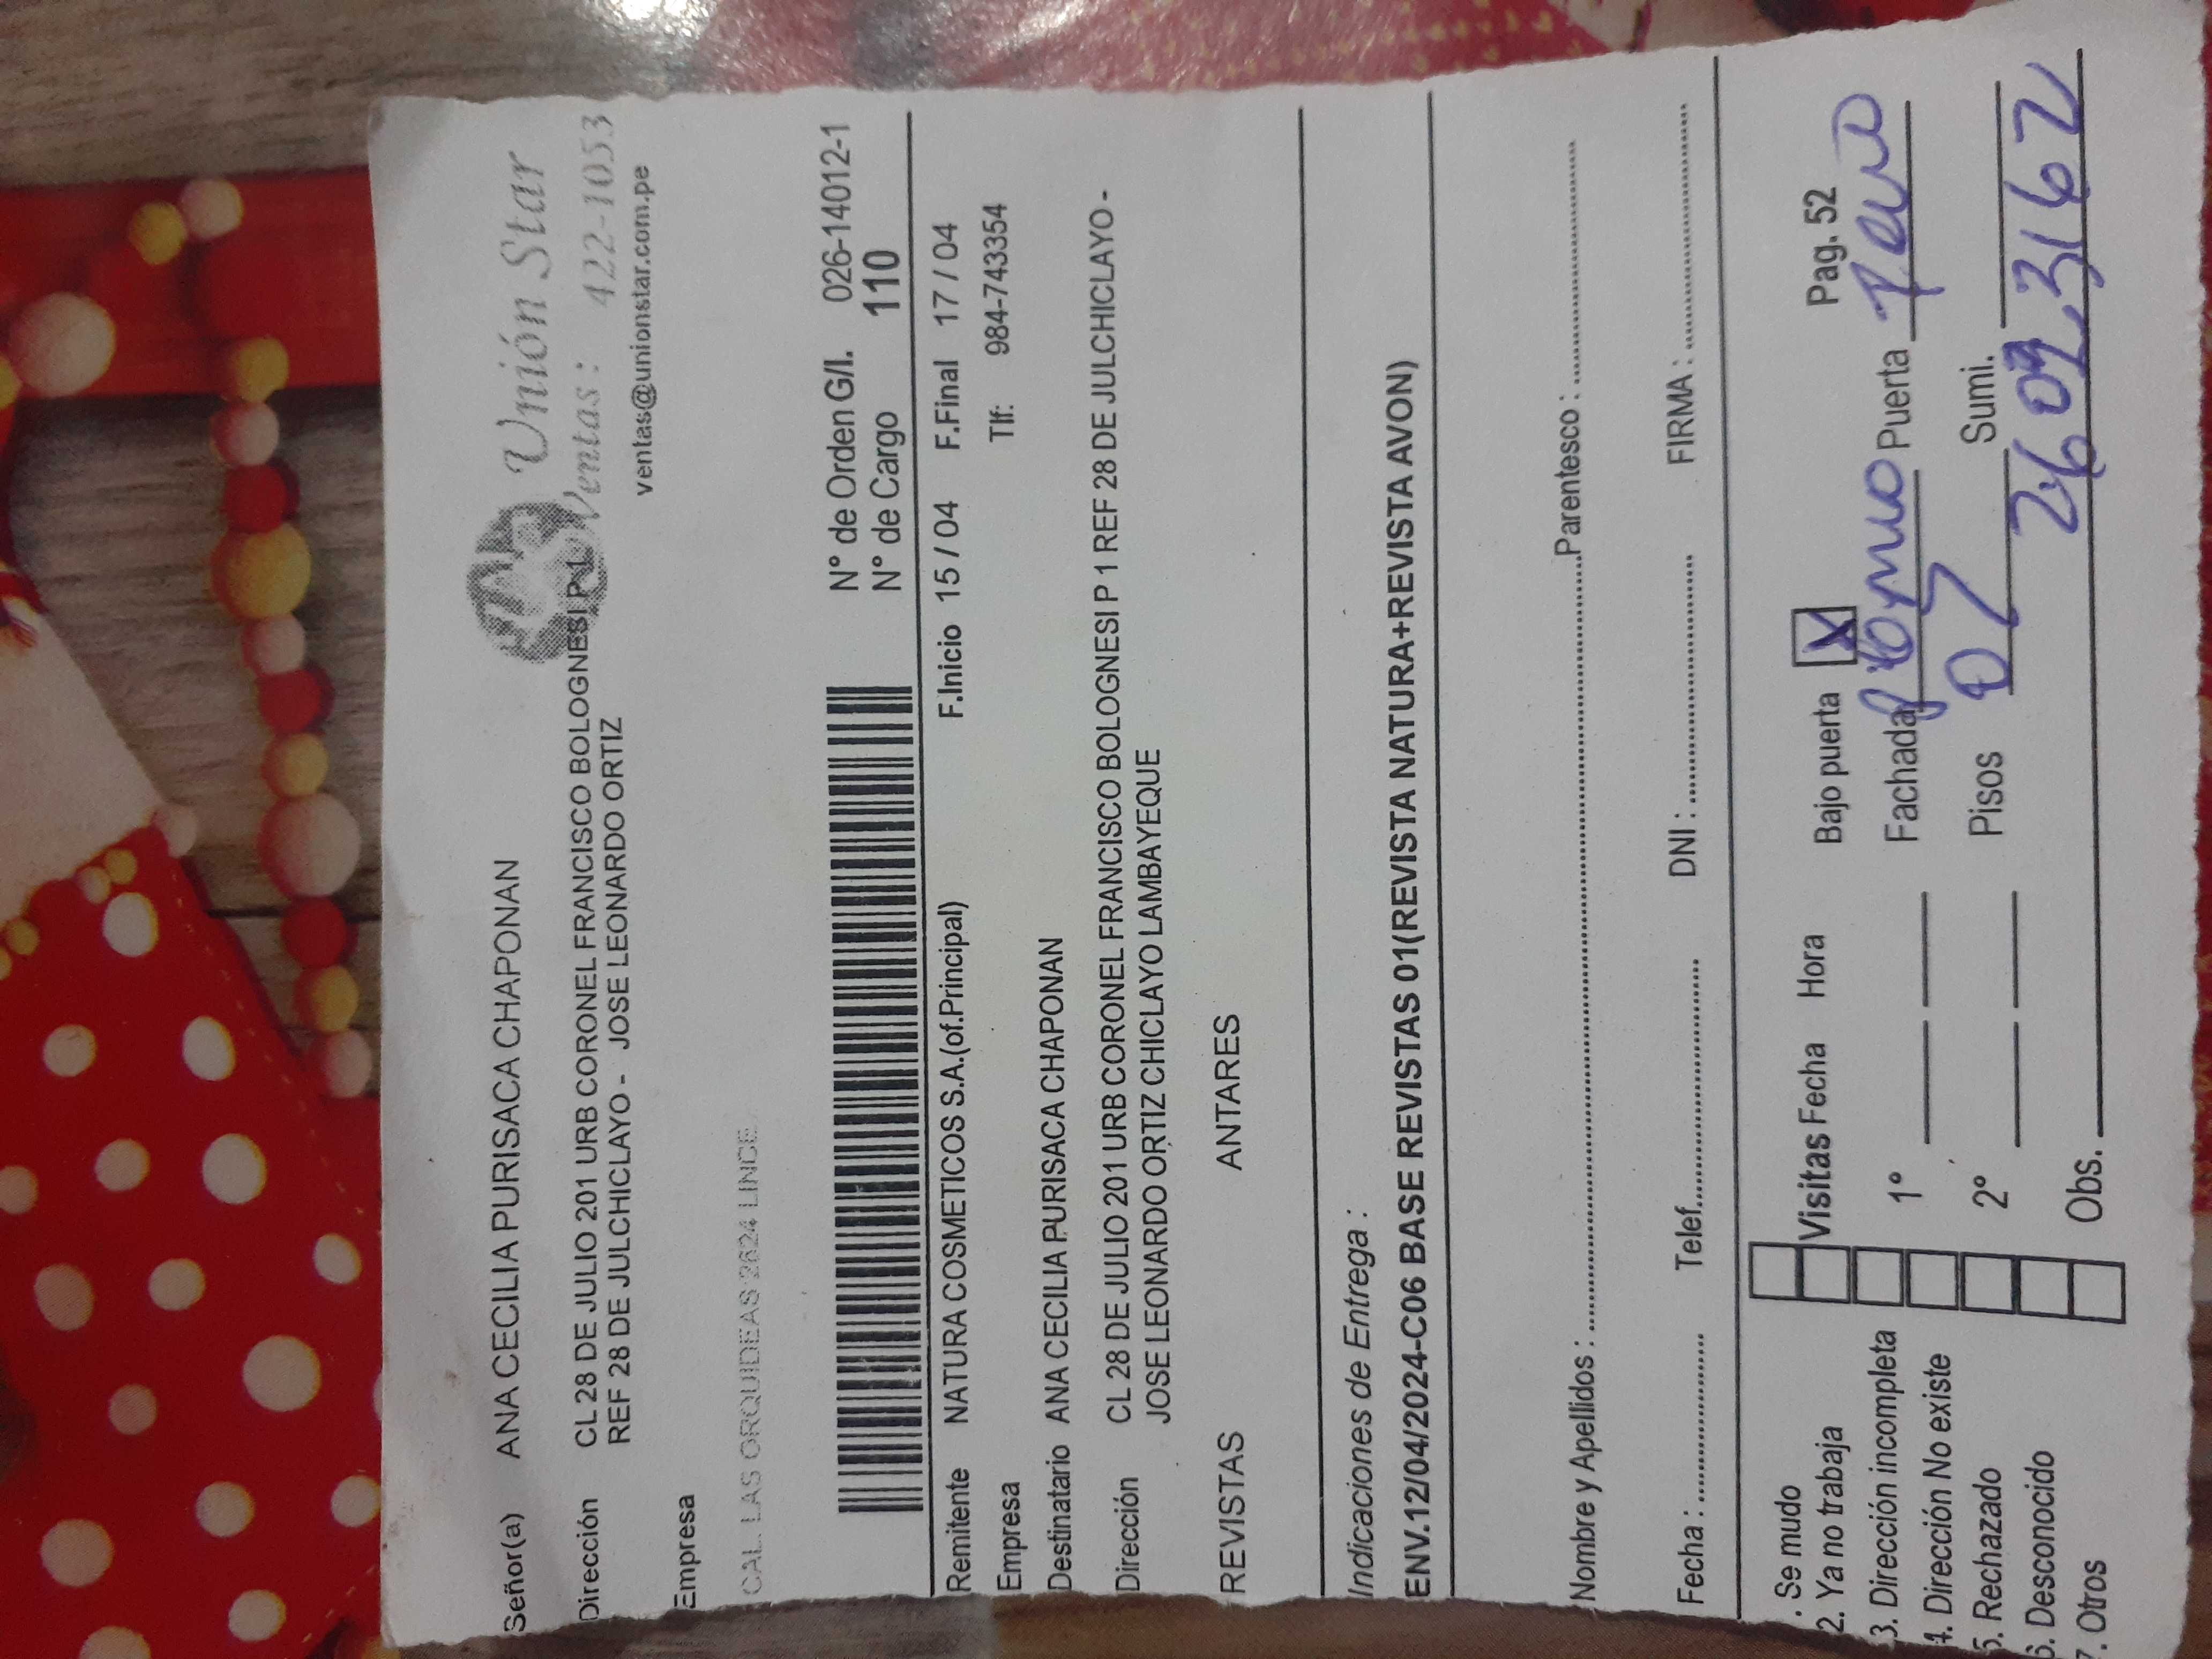 Unión Star
Ventas: 422-1053
ventas@unionstar.com.pe
Señor(a) ANA CECILIA PURISACA CHAPONAN
Dirección CL 28 DE JULIO 201 URB CORONEL FRANCISCO BOLOGNESI P 1
REF 28 DE JULCHICLAYO - JOSE LEONARDO ORTIZ
Empresa
CAL. LAS ORQUIDEAS 2624 LINCE
N° de Orden G/I. 026-14012-1
N° de Cargo 110
Remitente NATURA COSMETICOS S.A.(of.Principal) F.Inicio 15 / 04 F.Final 17 / 04
Empresa Tlf: 984-743354
Destinatario ANA CECILIA PURISACA CHAPONAN
Dirección CL 28 DE JULIO 201 URB CORONEL FRANCISCO BOLOGNESI P 1 REF 28 DE JULCHICLAYO -
JOSE LEONARDO ORTIZ CHICLAYO LAMBAYEQUE
REVISTAS ANTARES
Indicaciones de Entrega :
ENV.12/04/2024-C06 BASE REVISTAS 01(REVISTA NATURA+REVISTA AVON)
Nombre y Apellidos : Parentesco :
Fecha : Telef. DNI : FIRMA :
. Se mudo
2. Ya no trabaja
3. Dirección incompleta
4. Dirección No existe
5. Rechazado
6. Desconocido
7. Otros
Visitas Fecha Hora
1°
2°
Obs.
Bajo puerta X Pag. 52
Fachada Puerta
Pisos 02 Sumi.